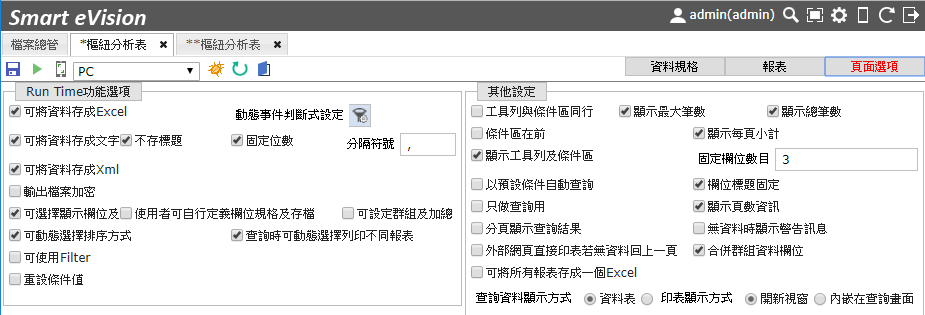 Smart eVision
admin(admin)
檔案總管
*樞紐分析表
**樞紐分析表
PC
資料規格
報表
頁面選項
Run Time功能選項
可將資料存成Excel
動態事件判斷式設定
可將資料存成文字
不存標題
固定位數
分隔符號
,
可將資料存成Xml
輸出檔案加密
可選擇顯示欄位及
使用者可自行定義欄位規格及存檔
可設定群組及加總
可動態選擇排序方式
查詢時可動態選擇列印不同報表
可使用Filter
重設條件值
其他設定
工具列與條件區同行
顯示最大筆數
顯示總筆數
條件區在前
顯示每頁小計
顯示工具列及條件區
固定欄位數目
3
以預設條件自動查詢
欄位標題固定
只做查詢用
顯示頁數資訊
分頁顯示查詢結果
無資料時顯示警告訊息
外部網頁直接印表若無資料回上一頁
合併群組資料欄位
可將所有報表存成一個Excel
查詢資料顯示方式
資料表
印表顯示方式
開新視窗
內嵌在查詢畫面